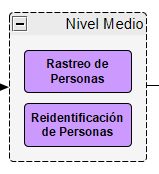 Nivel Medio
Rastreo de
Personas
Reidentificación
de Personas